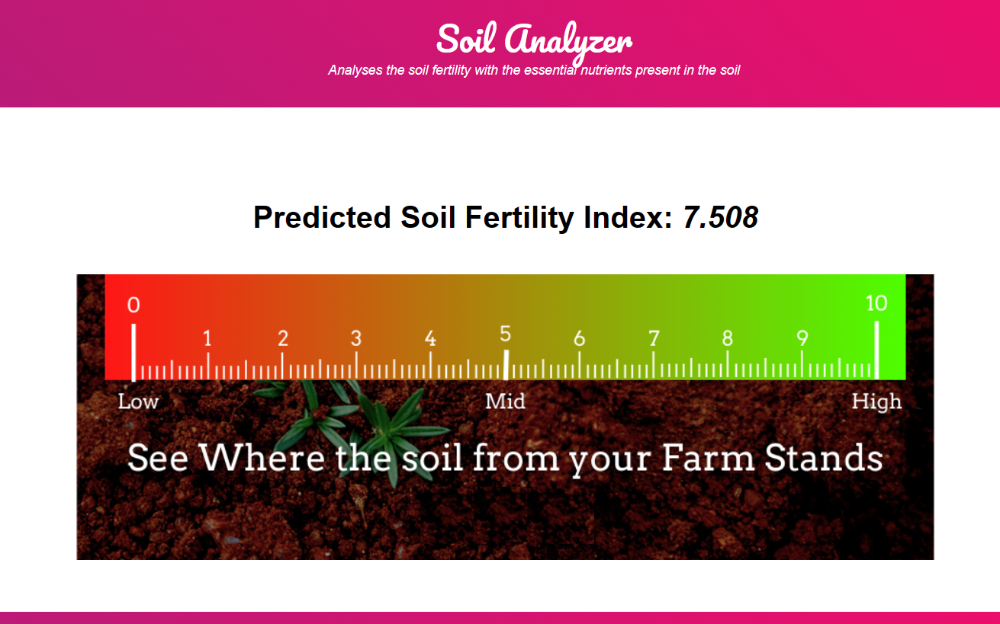 Soil Analyzer
Analyses the soil fertility with the essential nutrients present in the soil
Predicted Soil Fertility Index: 7.508
0 1 2 3 4 5 6 7 8 9 10
Low Mid High
See Where the soil from your Farm Stands